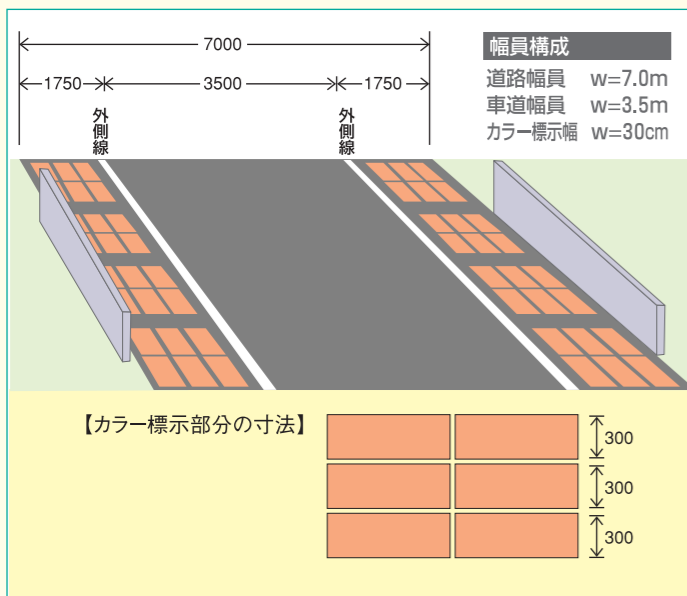 7000
1750
3500
1750
外側線
外側線
幅員構成
道路幅員 w=7.0m
車道幅員 w=3.5m
カラー標示幅 w=30cm
【カラー標示部分の寸法】
300
300
300